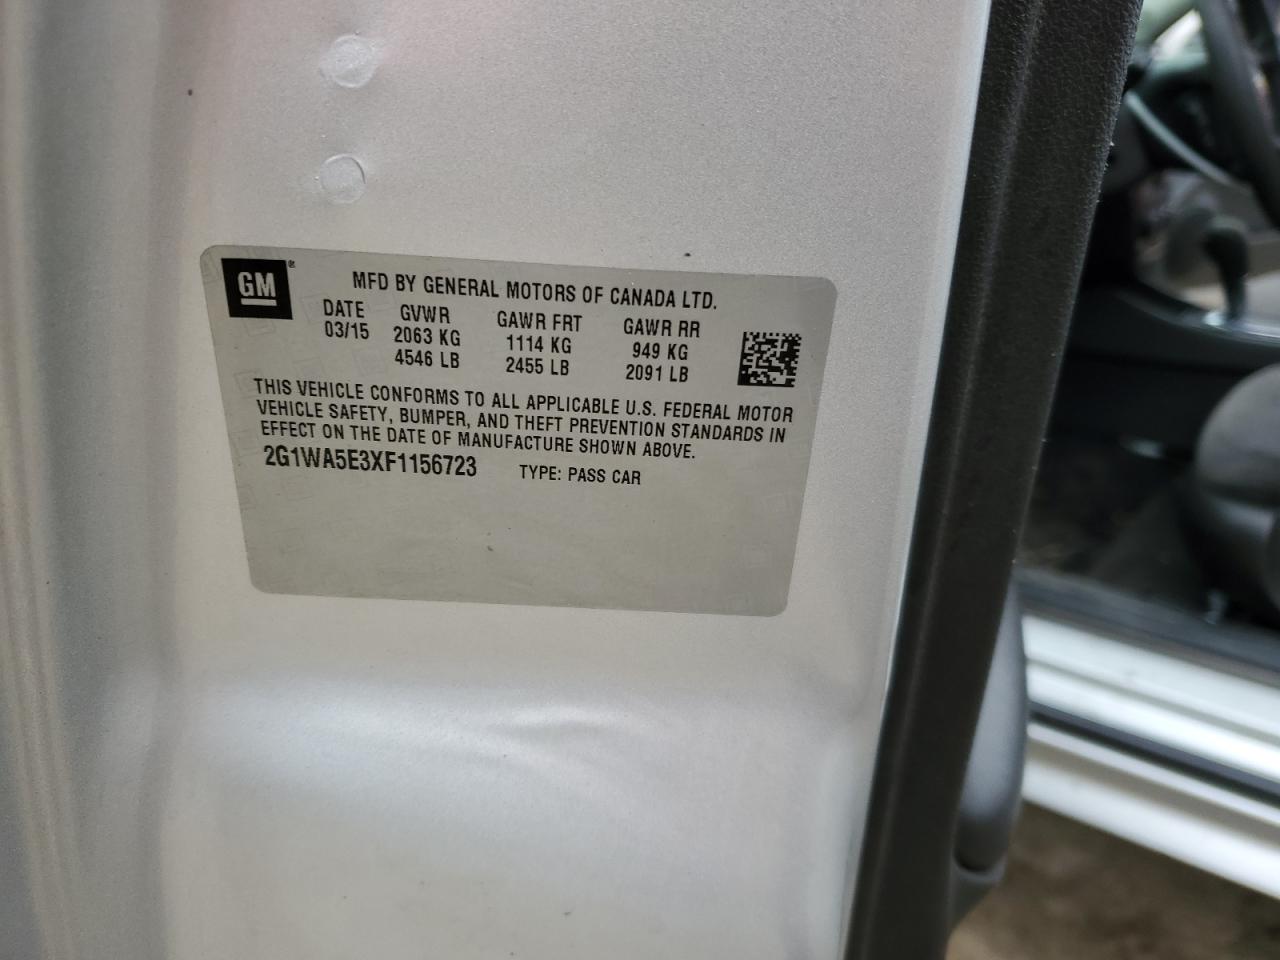 GM®
MFD BY GENERAL MOTORS OF CANADA LTD.
DATE GVWR GAWR FRT GAWR RR
03/15 2063 KG 1114 KG 949 KG
4546 LB 2455 LB 2091 LB
THIS VEHICLE CONFORMS TO ALL APPLICABLE U.S. FEDERAL MOTOR
VEHICLE SAFETY, BUMPER, AND THEFT PREVENTION STANDARDS IN
EFFECT ON THE DATE OF MANUFACTURE SHOWN ABOVE.
2G1WA5E3XF1156723 TYPE: PASS CAR